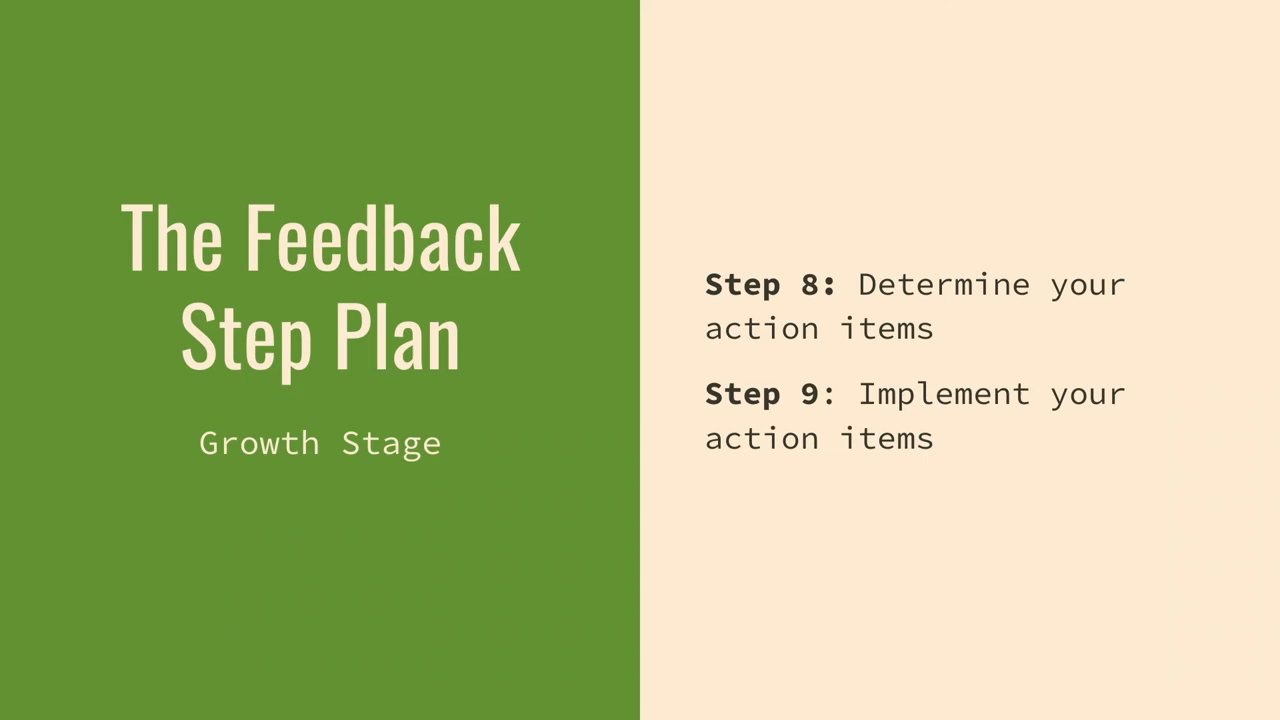 The Feedback
Step Plan
Growth Stage
Step 8: Determine your
action items
Step 9: Implement your
action items